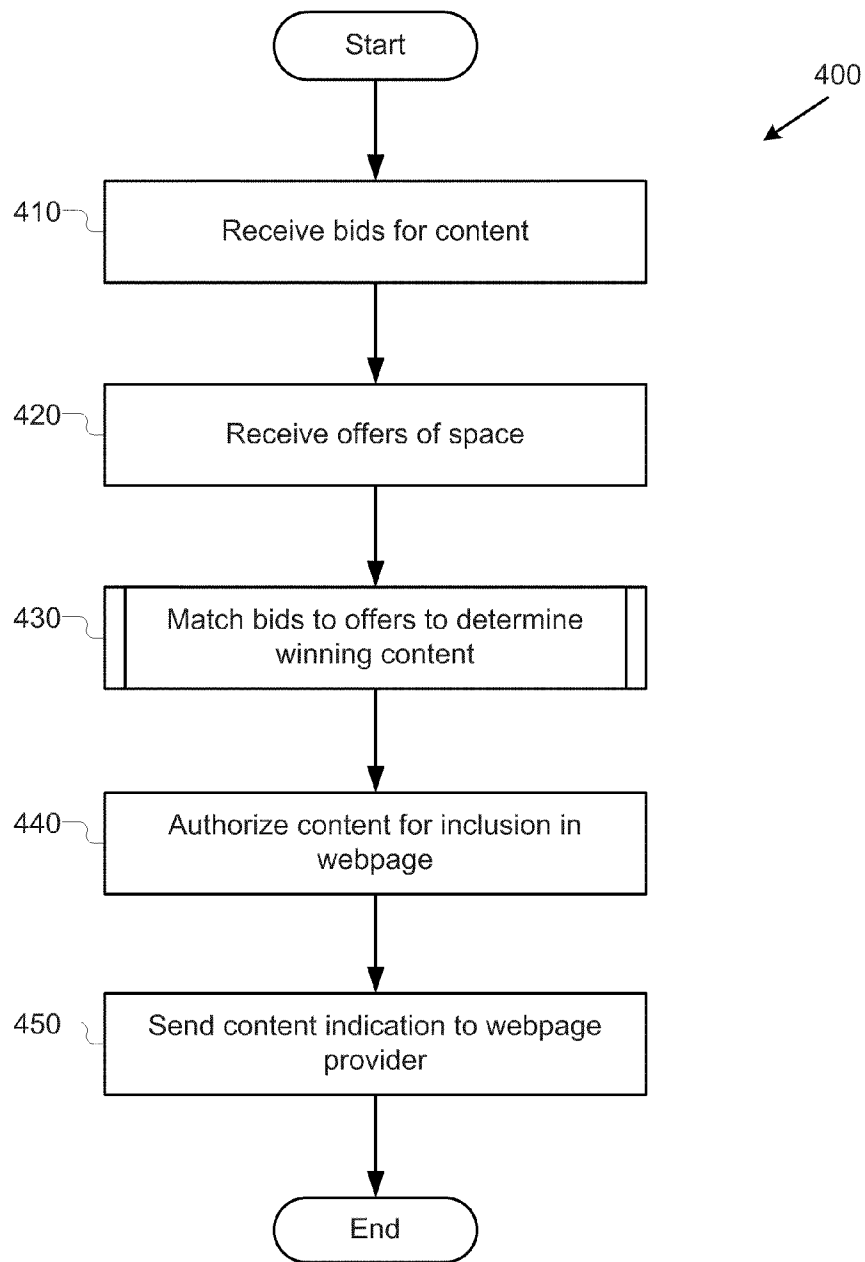 Start
400
410
Receive bids for content
420
Receive offers of space
430
Match bids to offers to determine
winning content
440
Authorize content for inclusion in
webpage
450
Send content indication to webpage
provider
End